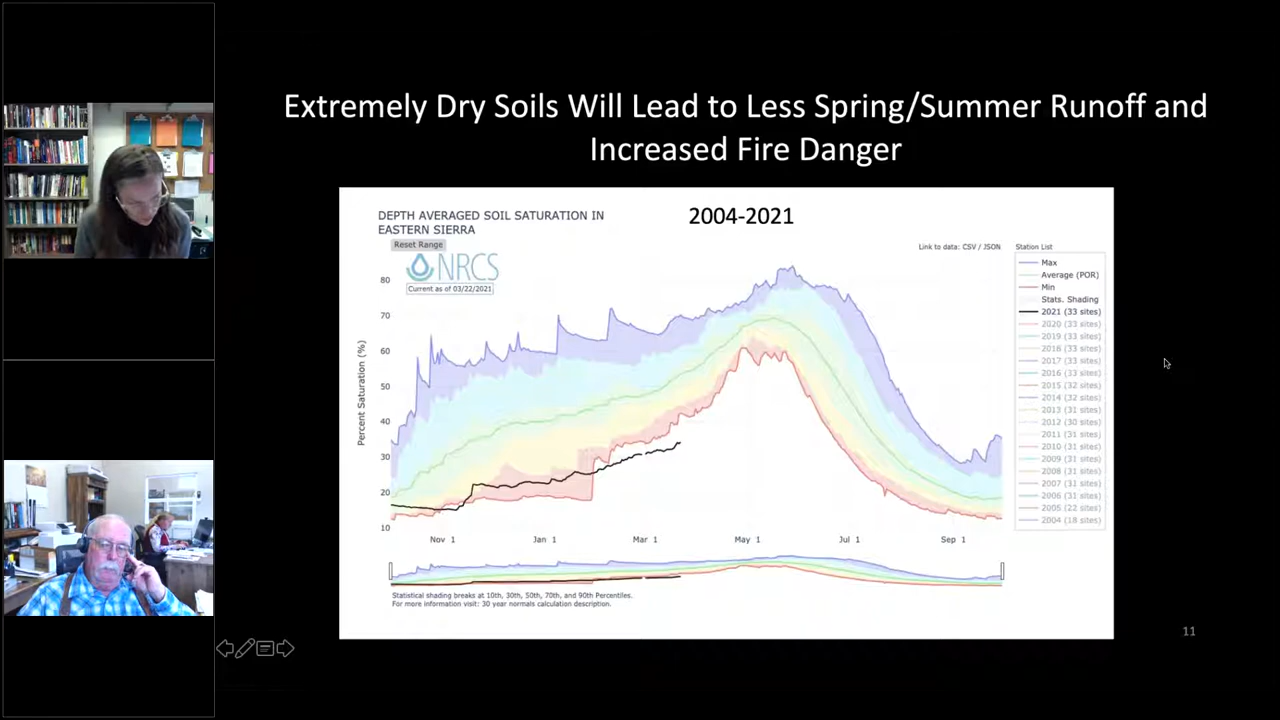 Extremely Dry Soils Will Lead to Less Spring/Summer Runoff and
Increased Fire Danger
DEPTH AVERAGED SOIL SATURATION IN
EASTERN SIERRA
2004-2021
Reset Range
NRCS
Current as of 03/22/2021
Link to data: CSV / JSON
Station List
Max
Average (POR)
Min
Stats. Shading
2021 (33 sites)
2020 (33 sites)
2019 (33 sites)
2018 (33 sites)
2017 (33 sites)
2016 (33 sites)
2015 (32 sites)
2014 (32 sites)
2013 (31 sites)
2012 (30 sites)
2011 (31 sites)
2010 (31 sites)
2009 (31 sites)
2008 (31 sites)
2007 (31 sites)
2006 (31 sites)
2005 (22 sites)
2004 (18 sites)
Percent Saturation (%)
80
70
60
50
40
30
20
10
Nov 1
Jan 1
Mar 1
May 1
Jul 1
Sep 1
Statistical shading breaks at 10th, 30th, 50th, 70th, and 90th Percentiles.
For more information visit: 30 year normals calculation description.
11